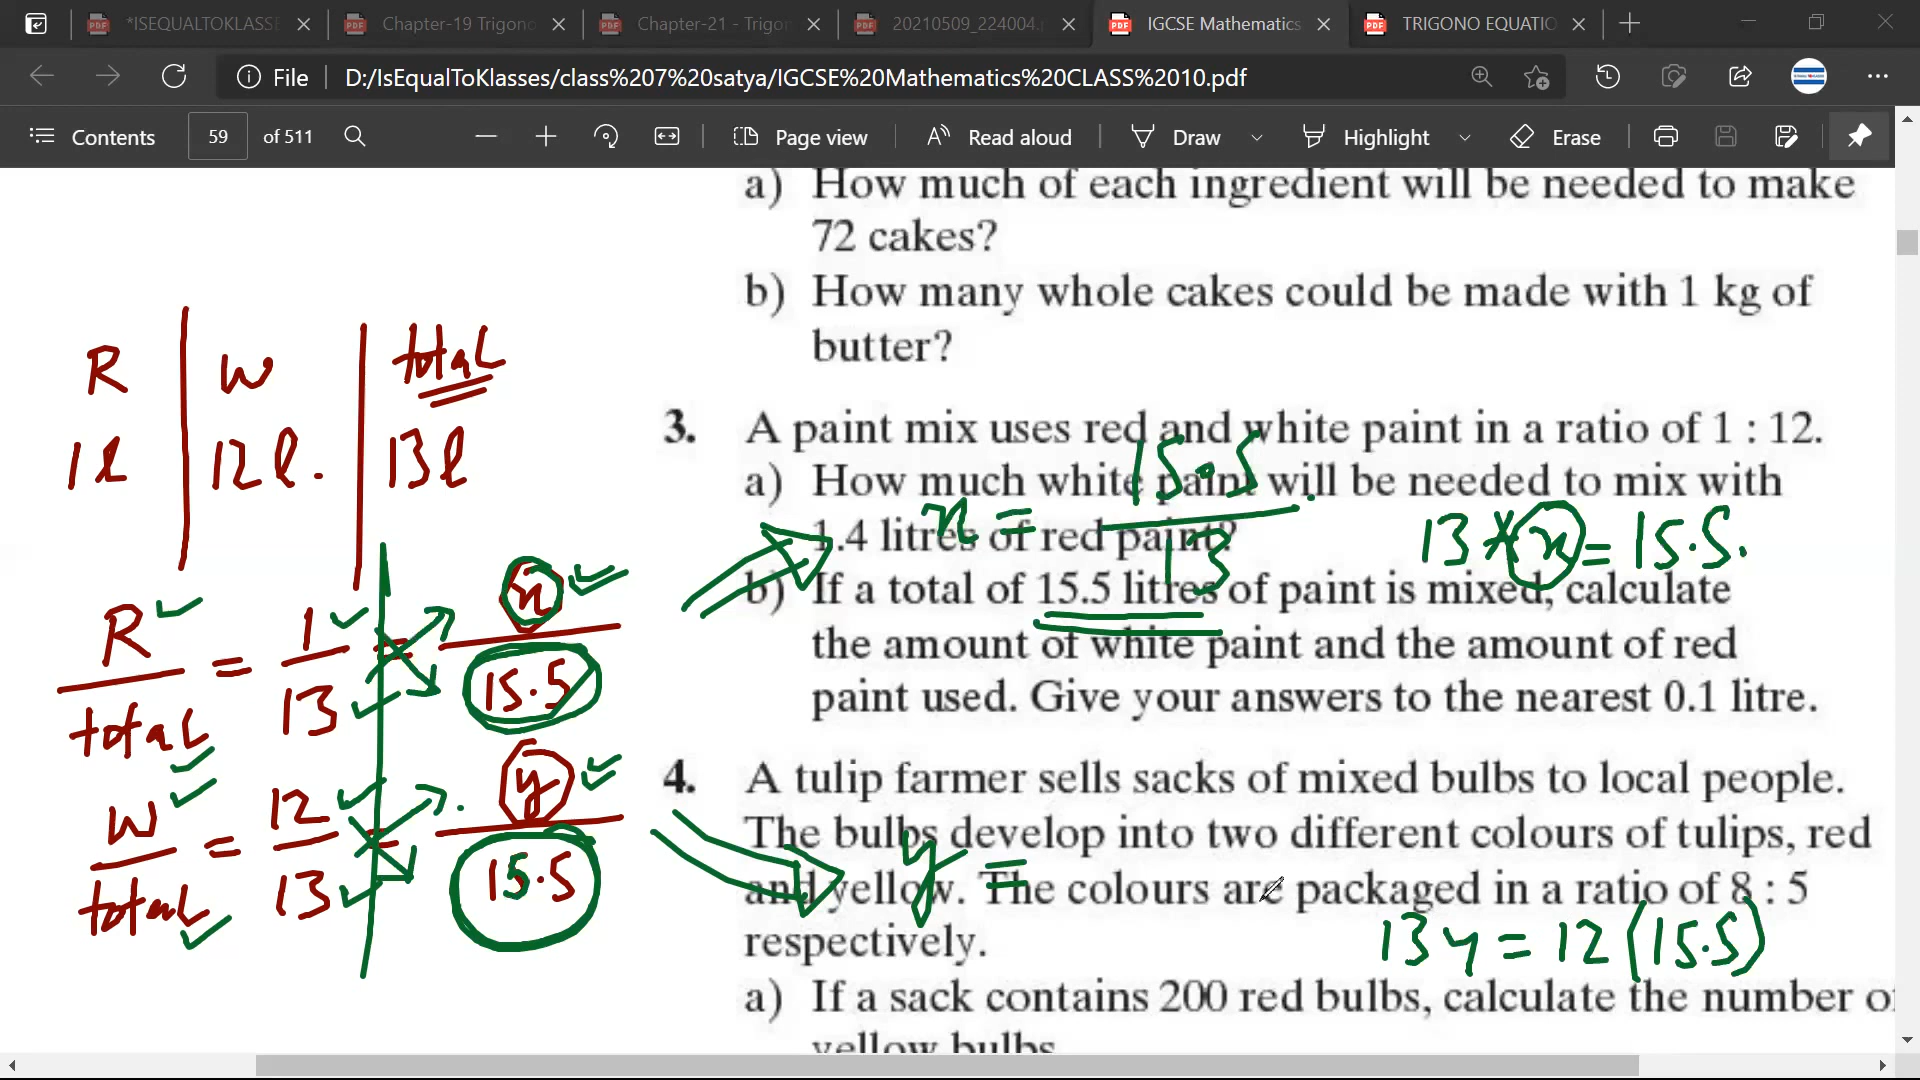 *ISEQUALTOKLASSE
Chapter-19 Trigono
Chapter-21 - Trigon
20210509_224004.
IGCSE Mathematics
TRIGONO EQUATIO
File
D:/IsEqualToKlasses/class%207%20satya/IGCSE%20Mathematics%20CLASS%2010.pdf
Contents
59 of 511
Page view
Read aloud
Draw
Highlight
Erase
a) How much of each ingredient will be needed to make
72 cakes?
b) How many whole cakes could be made with 1 kg of
butter?
3. A paint mix uses red and white paint in a ratio of 1 : 12.
a) How much white paint will be needed to mix with
1.4 litres of red paint?
b) If a total of 15.5 litres of paint is mixed, calculate
the amount of white paint and the amount of red
paint used. Give your answers to the nearest 0.1 litre.
4. A tulip farmer sells sacks of mixed bulbs to local people.
The bulbs develop into two different colours of tulips, red
and yellow. The colours are packaged in a ratio of 8 : 5
respectively.
a) If a sack contains 200 red bulbs, calculate the number of
yellow bulbs
R | W | total
1l | 12l. | 13l
R/total = 1/13 = x/15.5
W/total = 12/13 = y/15.5
x = 15.5/13
13 * x = 15.5.
y =
13y = 12(15.5)